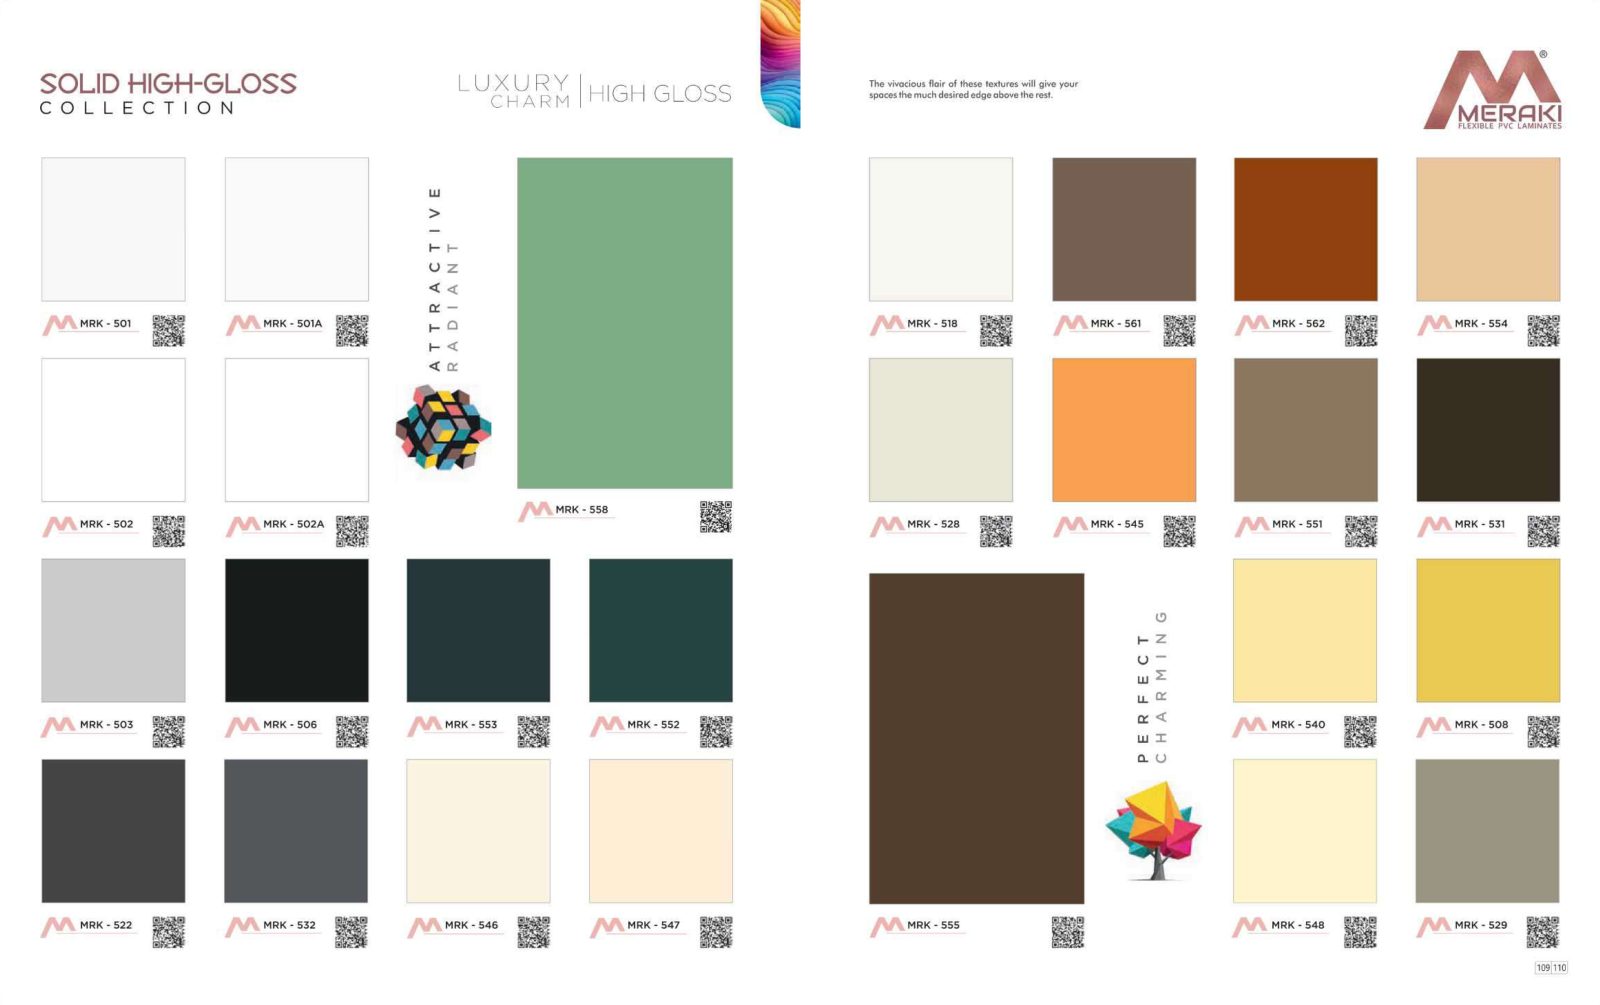 SOLID HIGH-GLOSS
COLLECTION
LUXURY
CHARM
HIGH GLOSS
MRK - 501
MRK - 501A
ATTRACTIVE
RADIANT
MRK - 502
MRK - 502A
MRK - 558
MRK - 503
MRK - 506
MRK - 553
MRK - 552
MRK - 522
MRK - 532
MRK - 546
MRK - 547
The vivacious flair of these textures will give your
spaces the much desired edge above the rest.
®
MERAKI
FLEXIBLE PVC LAMINATES
MRK - 518
MRK - 561
MRK - 562
MRK - 554
MRK - 528
MRK - 545
MRK - 551
MRK - 531
PERFECT
CHARMING
MRK - 540
MRK - 508
MRK - 555
MRK - 548
MRK - 529
109 110